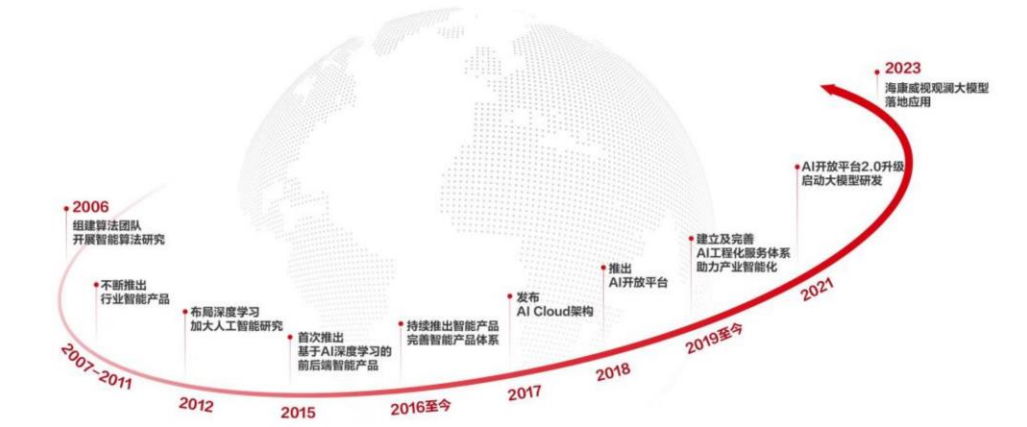 2006
组建算法团队
开展智能算法研究
不断推出
行业智能产品
2007-2011
布局深度学习
加大人工智能研究
2012
首次推出
基于AI深度学习的
前后端智能产品
2015
持续推出智能产品
完善智能产品体系
2016至今
发布
AI Cloud架构
2017
推出
AI开放平台
2018
建立及完善
AI工程化服务体系
助力产业智能化
2019至今
AI开放平台2.0升级
启动大模型研发
2021
2023
海康威视观澜大模型
落地应用